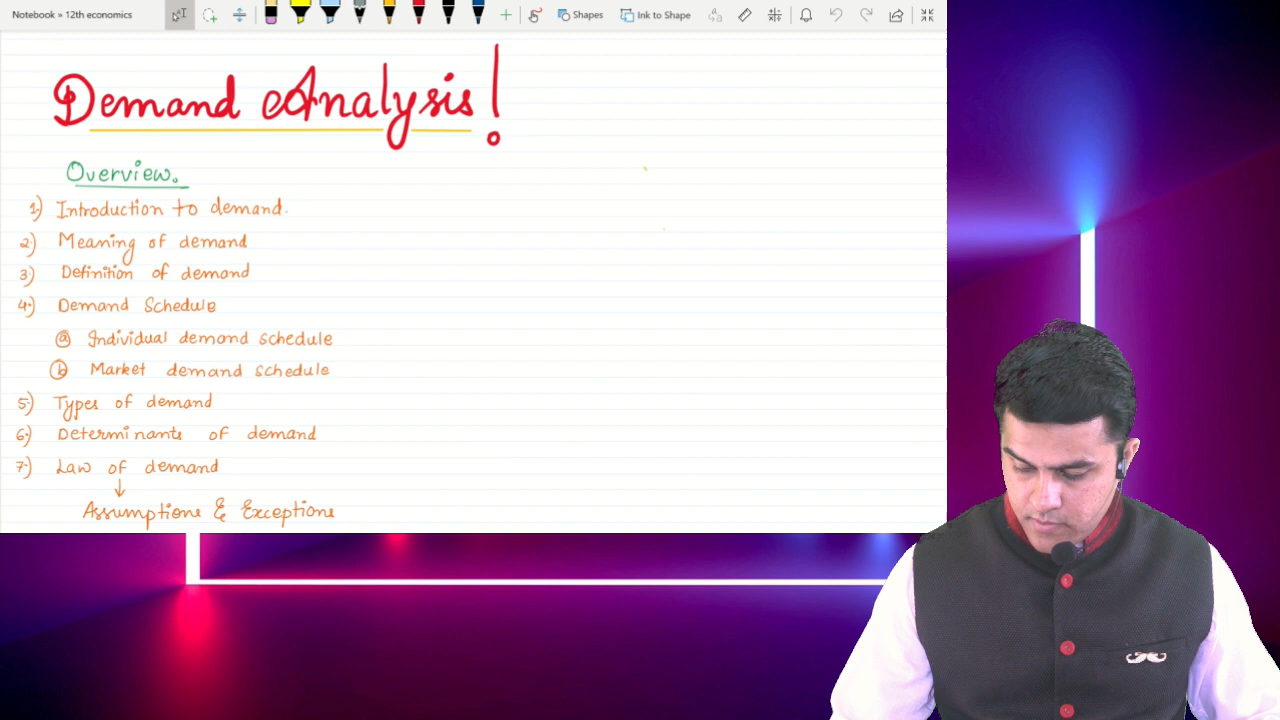 Notebook » 12th economics
Shapes
Ink to Shape
Demand Analysis!
Overview.
1) Introduction to demand.
2) Meaning of demand
3) Definition of demand
4) Demand Schedule
a Individual demand schedule
b Market demand schedule
5) Types of demand
6) Determinants of demand
7) Law of demand
↓
Assumptions & Exceptions